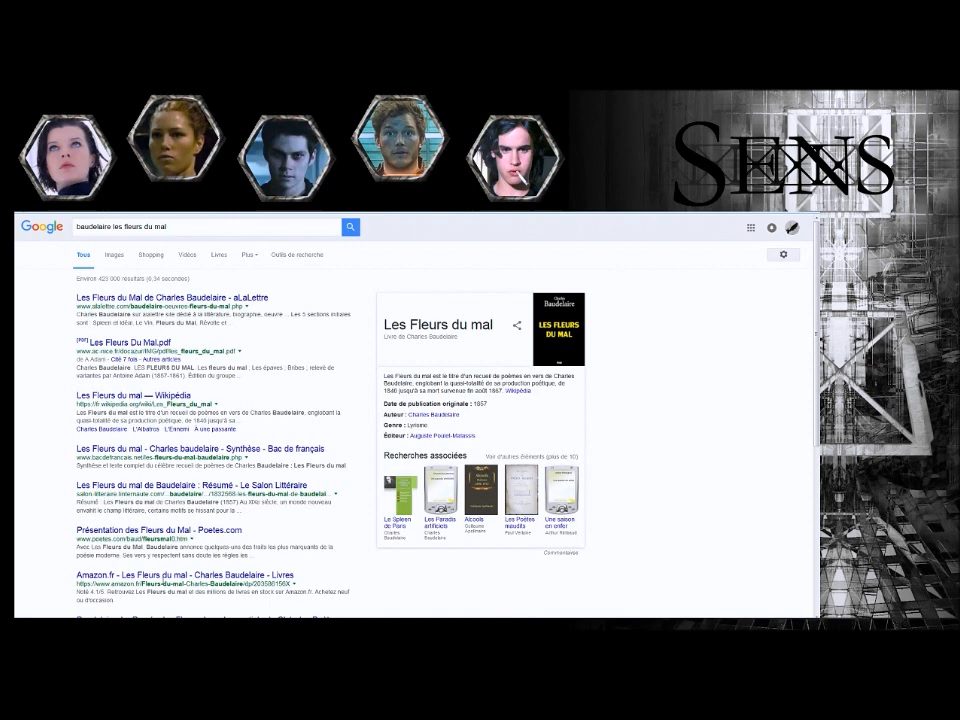 SENS
Google
baudelaire les fleurs du mal
Tous Images Shopping Vidéos Livres Plus Outils de recherche
Environ 423 000 résultats (0,34 secondes)
Les Fleurs du Mal de Charles Baudelaire - aLaLettre
www.alalettre.com/baudelaire-oeuvres-fleurs-du-mal.php
Charles Baudelaire sur alalettre site dédié à la littérature, biographie, oeuvre ... Les 5 sections initiales
sont : Spleen et Idéal, Le Vin, Fleurs du Mal, Révolte et ...
[PDF] Les Fleurs Du Mal.pdf
de A Adam - Cité 7 fois - Autres articles
Charles Baudelaire LES FLEURS DU MAL Les fleurs du mal ; Les épaves ; Bribes ; relevé de
variantes par Antoine Adam (1857-1861). Édition du groupe ...
Les Fleurs du mal — Wikipédia
https://fr.wikipedia.org/wiki/Les_Fleurs_du_mal
Les Fleurs du mal est le titre d'un recueil de poèmes en vers de Charles Baudelaire, englobant la
quasi-totalité de sa production poétique, de 1840 jusqu'à sa ...
Charles Baudelaire L'Albatros L'Ennemi À une passante
Les Fleurs du mal - Charles baudelaire - Synthèse - Bac de français
www.bacdefrancais.net/les-fleurs-du-mal-baudelaire.php
Synthèse et texte complet du célèbre recueil de poèmes de Charles Baudelaire : Les Fleurs du mal
Les Fleurs du mal de Baudelaire : Résumé - Le Salon Littéraire
salon-litteraire.linternaute.com/...baudelaire/.../1832568-les-fleurs-du-mal-de-baudelai...
Résumé : Les Fleurs du mal de Charles Baudelaire (1857) Au XIXe siècle, un monde nouveau
envahit le champ littéraire, certains motifs se hissant pour la ...
Présentation des Fleurs du Mal - Poetes.com
www.poetes.com/baud/fleursmal0.htm
Avec Les Fleurs du Mal, Baudelaire annonce quelques-uns des traits les plus marquants de la
poésie moderne. Ses vers y respectent sans doute les règles les ...
Amazon.fr - Les Fleurs du mal - Charles Baudelaire - Livres
https://www.amazon.fr/Fleurs-du-mal-Charles-Baudelaire/dp/203586156X
Noté 4.1/5. Retrouvez Les Fleurs du mal et des millions de livres en stock sur Amazon.fr. Achetez neuf
ou d'occasion.
Les Fleurs du mal
Livre de Charles Baudelaire
Charles
Baudelaire
LES FLEURS
DU MAL
Les Fleurs du mal est le titre d'un recueil de poèmes en vers de Charles
Baudelaire, englobant la quasi-totalité de sa production poétique, de
1840 jusqu'à sa mort survenue fin août 1867. Wikipédia
Date de publication originale : 1857
Auteur : Charles Baudelaire
Genre : Lyrisme
Éditeur : Auguste Poulet-Malassis
Recherches associées Voir d'autres éléments (plus de 10)
Le Spleen de Paris
Charles Baudelaire
Les Paradis artificiels
Charles Baudelaire
Alcools
Guillaume Apollinaire
Les Poètes maudits
Paul Verlaine
Une saison en enfer
Arthur Rimbaud
Commentaires